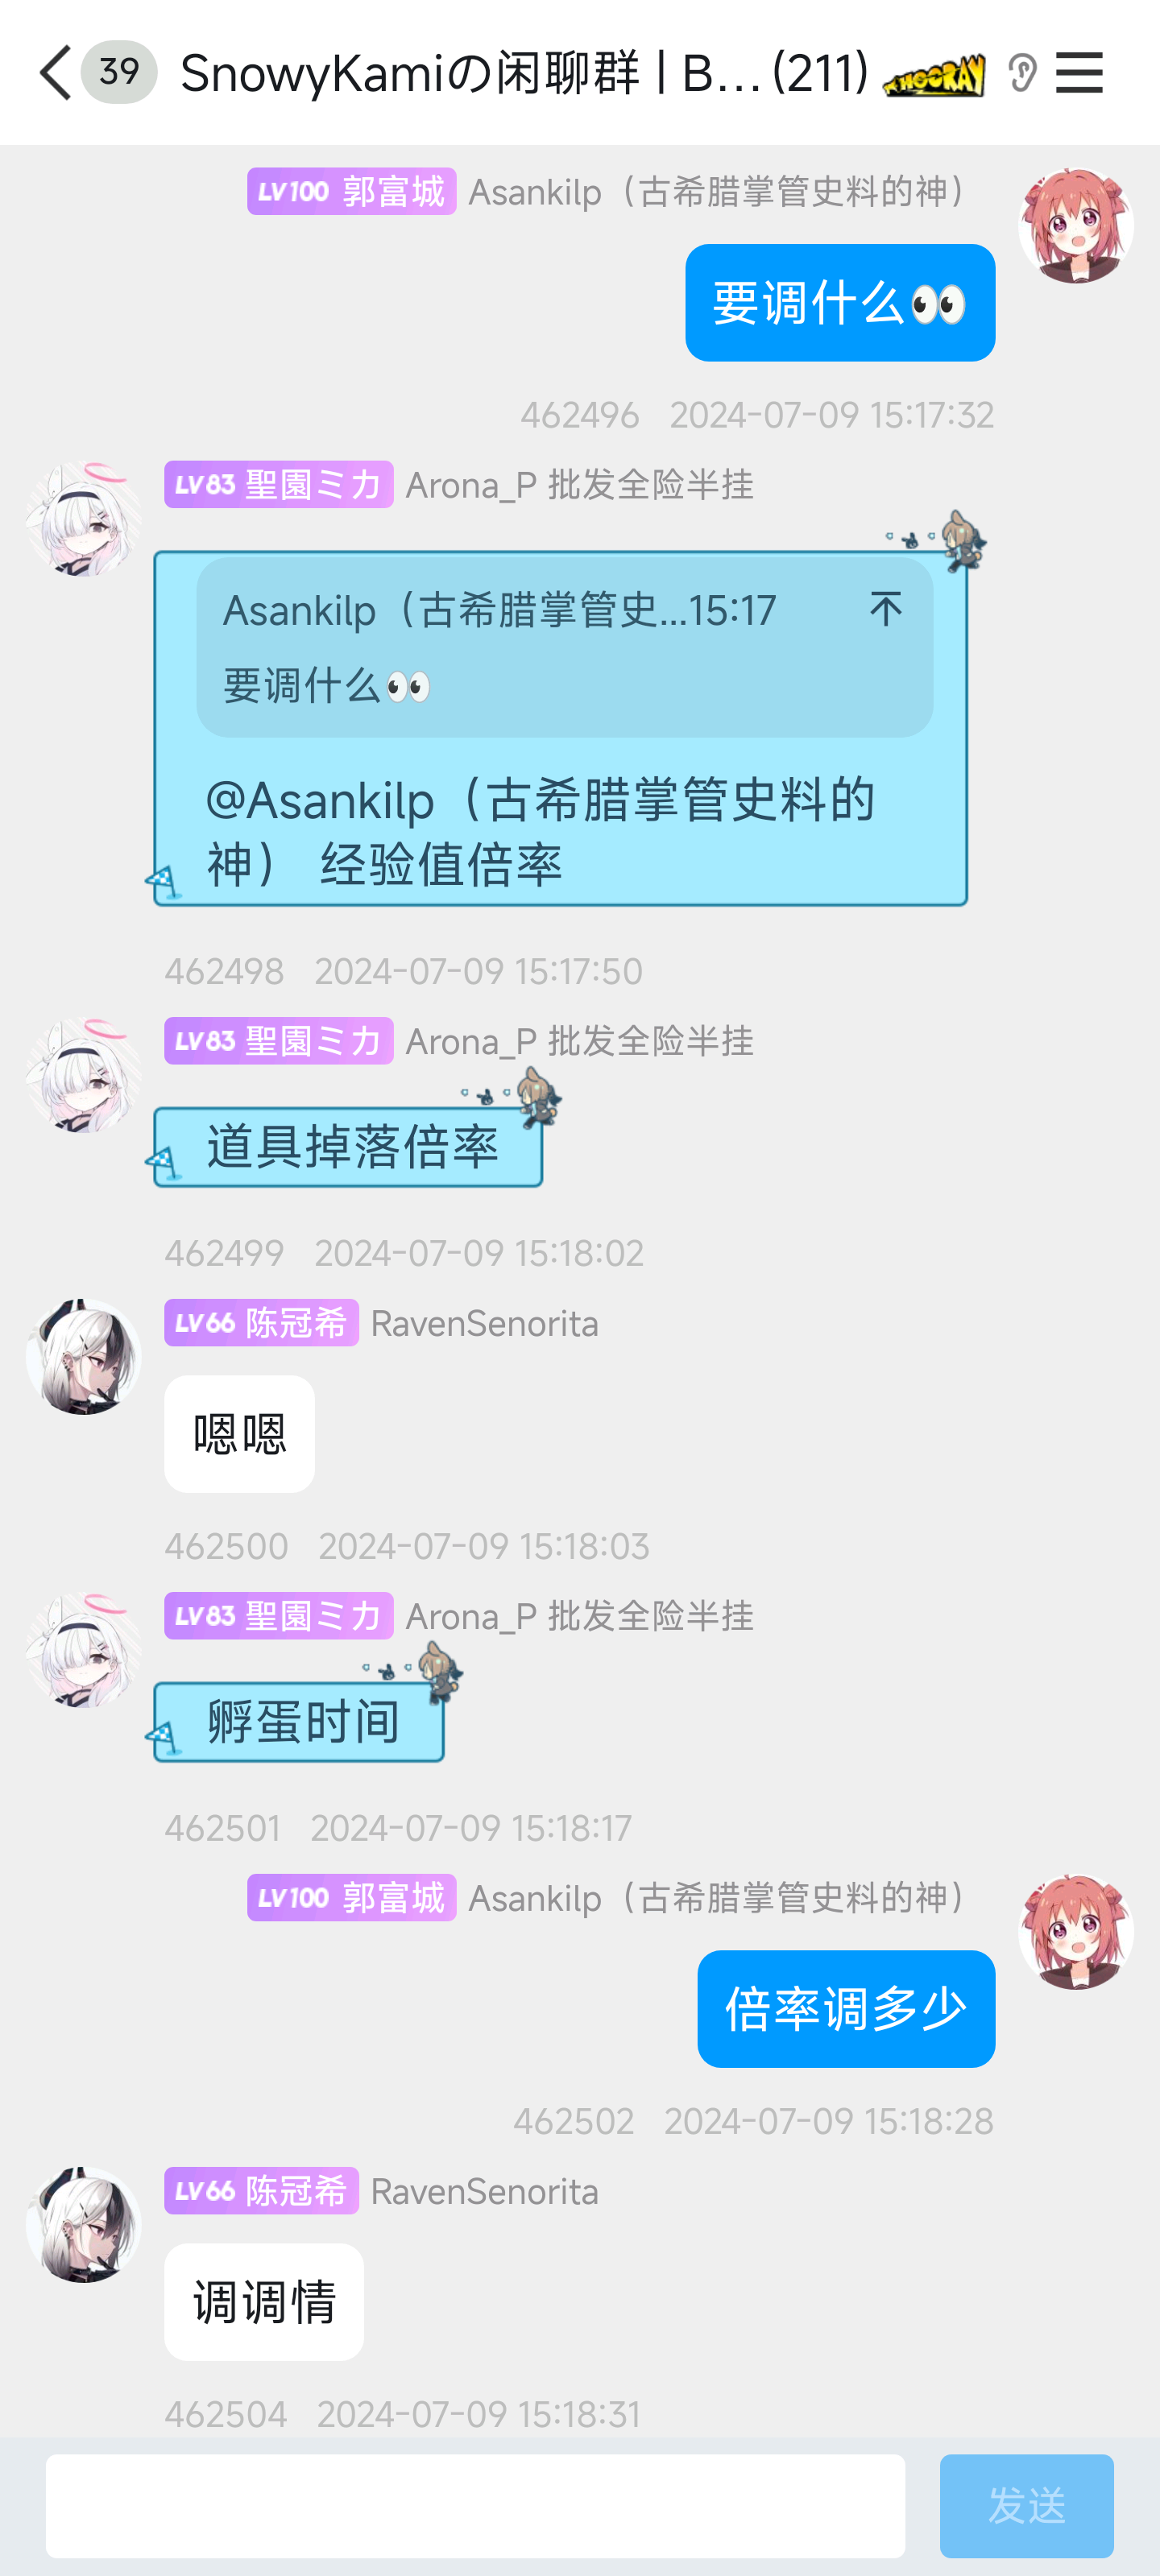 39 SnowyKamiの闲聊群 | B... (211) HOORAY
LV100 郭富城 Asankilp（古希腊掌管史料的神）
要调什么👀
462496 2024-07-09 15:17:32
LV83 聖園ミカ Arona_P 批发全险半挂
Asankilp（古希腊掌管史...15:17
要调什么👀
@Asankilp（古希腊掌管史料的
神） 经验值倍率
462498 2024-07-09 15:17:50
LV83 聖園ミカ Arona_P 批发全险半挂
道具掉落倍率
462499 2024-07-09 15:18:02
LV66 陈冠希 RavenSenorita
嗯嗯
462500 2024-07-09 15:18:03
LV83 聖園ミカ Arona_P 批发全险半挂
孵蛋时间
462501 2024-07-09 15:18:17
LV100 郭富城 Asankilp（古希腊掌管史料的神）
倍率调多少
462502 2024-07-09 15:18:28
LV66 陈冠希 RavenSenorita
调调情
462504 2024-07-09 15:18:31
发送